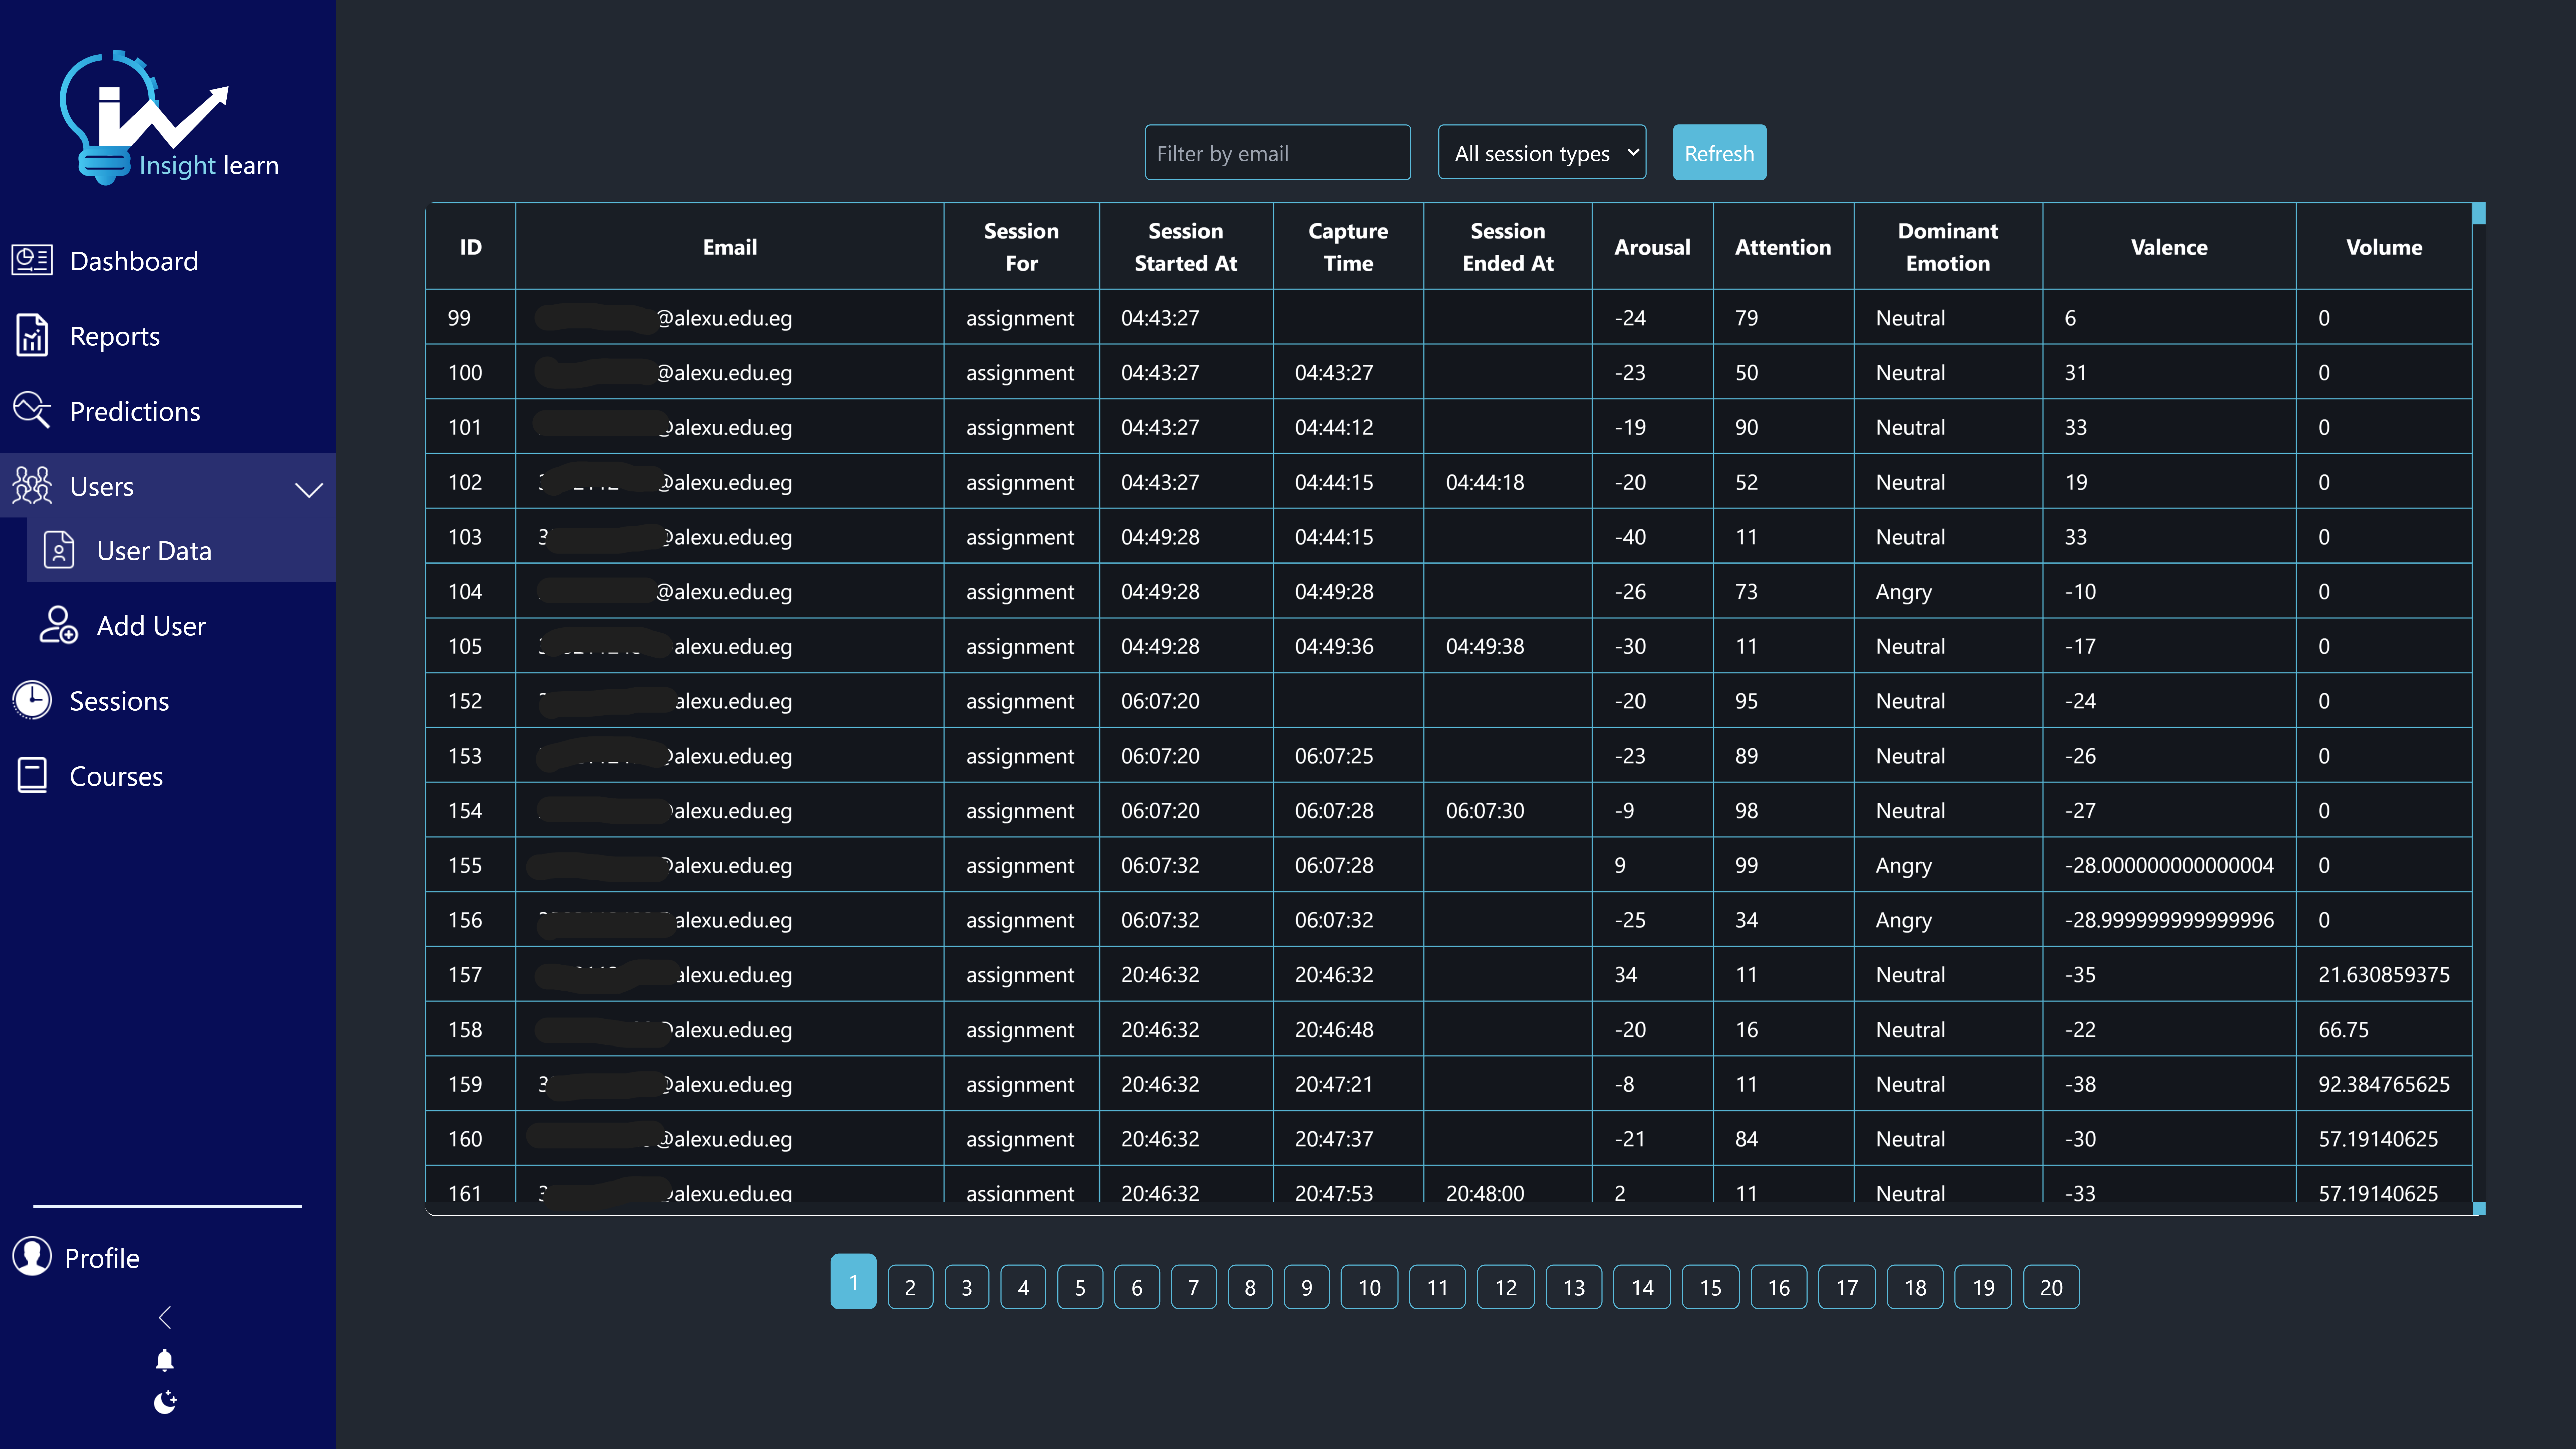 Insight learn
Dashboard
Reports
Predictions
Users
User Data
Add User
Sessions
Courses
Profile
Filter by email All session types Refresh
ID Email Session For Session Started At Capture Time Session Ended At Arousal Attention Dominant Emotion Valence Volume
99 @alexu.edu.eg assignment 04:43:27 -24 79 Neutral 6 0
100 @alexu.edu.eg assignment 04:43:27 04:43:27 -23 50 Neutral 31 0
101 @alexu.edu.eg assignment 04:43:27 04:44:12 -19 90 Neutral 33 0
102 @alexu.edu.eg assignment 04:43:27 04:44:15 04:44:18 -20 52 Neutral 19 0
103 @alexu.edu.eg assignment 04:49:28 04:44:15 -40 11 Neutral 33 0
104 @alexu.edu.eg assignment 04:49:28 04:49:28 -26 73 Angry -10 0
105 alexu.edu.eg assignment 04:49:28 04:49:36 04:49:38 -30 11 Neutral -17 0
152 alexu.edu.eg assignment 06:07:20 -20 95 Neutral -24 0
153 @alexu.edu.eg assignment 06:07:20 06:07:25 -23 89 Neutral -26 0
154 @alexu.edu.eg assignment 06:07:20 06:07:28 06:07:30 -9 98 Neutral -27 0
155 @alexu.edu.eg assignment 06:07:32 06:07:28 9 99 Angry -28.000000000000004 0
156 alexu.edu.eg assignment 06:07:32 06:07:32 -25 34 Angry -28.999999999999996 0
157 alexu.edu.eg assignment 20:46:32 20:46:32 34 11 Neutral -35 21.630859375
158 @alexu.edu.eg assignment 20:46:32 20:46:48 -20 16 Neutral -22 66.75
159 @alexu.edu.eg assignment 20:46:32 20:47:21 -8 11 Neutral -38 92.384765625
160 @alexu.edu.eg assignment 20:46:32 20:47:37 -21 84 Neutral -30 57.19140625
161 @alexu.edu.eg assignment 20:46:32 20:47:53 20:48:00 2 11 Neutral -33 57.19140625
1 2 3 4 5 6 7 8 9 10 11 12 13 14 15 16 17 18 19 20